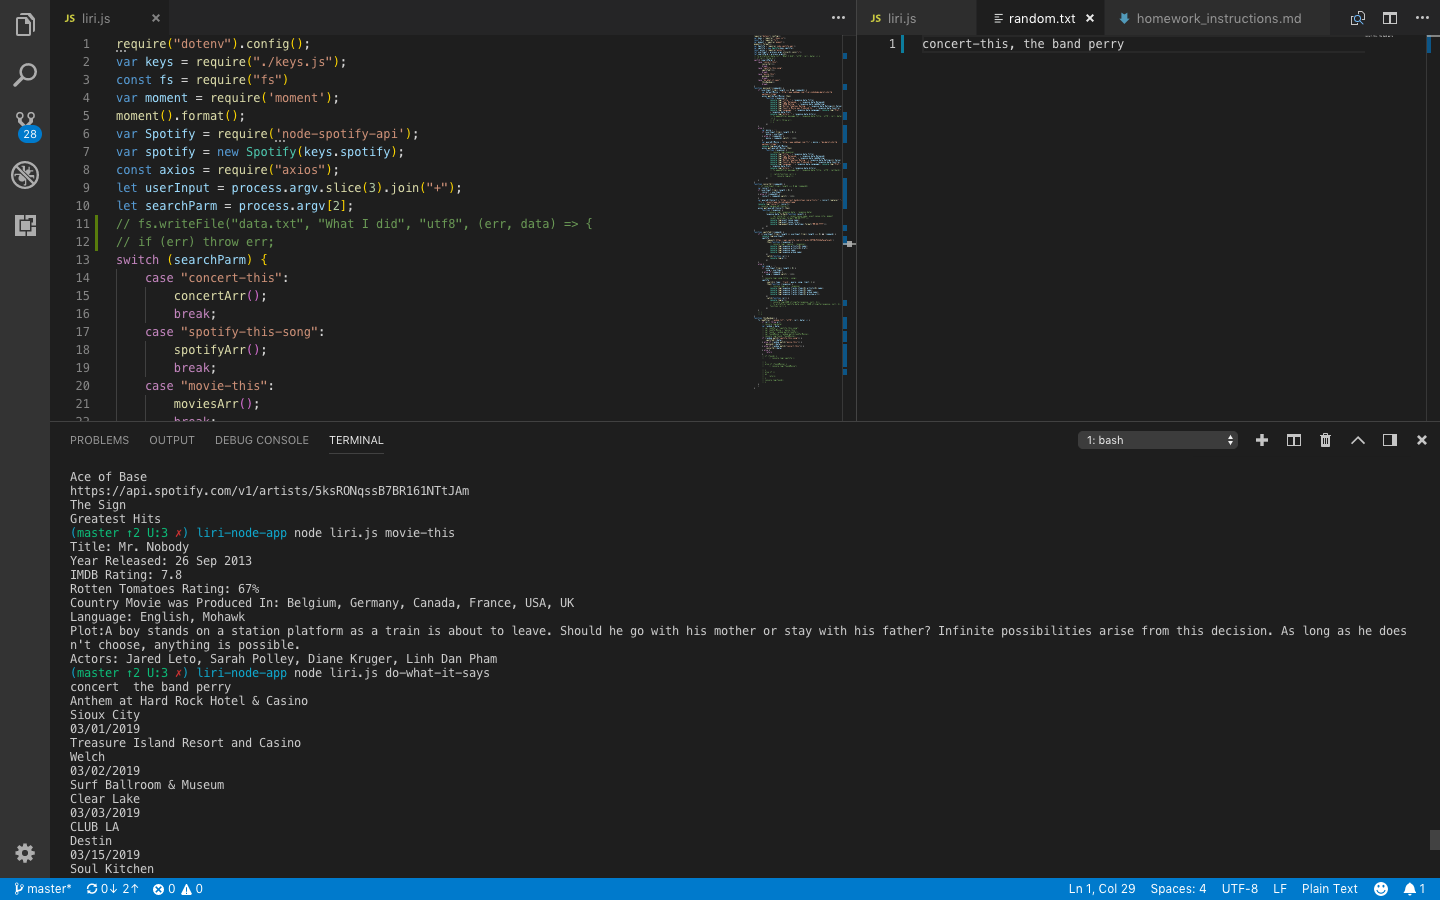 JS liri.js
JS liri.js
random.txt
homework_instructions.md
28
1 require("dotenv").config();
2 var keys = require("./keys.js");
3 const fs = require("fs")
4 var moment = require('moment');
5 moment().format();
6 var Spotify = require('node-spotify-api');
7 var spotify = new Spotify(keys.spotify);
8 const axios = require("axios");
9 let userInput = process.argv.slice(3).join("+");
10 let searchParm = process.argv[2];
11 // fs.writeFile("data.txt", "What I did", "utf8", (err, data) => {
12 // if (err) throw err;
13 switch (searchParm) {
14 case "concert-this":
15 concertArr();
16 break;
17 case "spotify-this-song":
18 spotifyArr();
19 break;
20 case "movie-this":
21 moviesArr();
22 break;
1 concert-this, the band perry
PROBLEMS OUTPUT DEBUG CONSOLE TERMINAL
1: bash
Ace of Base
https://api.spotify.com/v1/artists/5ksRONqssB7BR161NTtJAm
The Sign
Greatest Hits
(master ↑2 U:3 ✗) liri-node-app node liri.js movie-this
Title: Mr. Nobody
Year Released: 26 Sep 2013
IMDB Rating: 7.8
Rotten Tomatoes Rating: 67%
Country Movie was Produced In: Belgium, Germany, Canada, France, USA, UK
Language: English, Mohawk
Plot:A boy stands on a station platform as a train is about to leave. Should he go with his mother or stay with his father? Infinite possibilities arise from this decision. As long as he does
n't choose, anything is possible.
Actors: Jared Leto, Sarah Polley, Diane Kruger, Linh Dan Pham
(master ↑2 U:3 ✗) liri-node-app node liri.js do-what-it-says
concert  the band perry
Anthem at Hard Rock Hotel & Casino
Sioux City
03/01/2019
Treasure Island Resort and Casino
Welch
03/02/2019
Surf Ballroom & Museum
Clear Lake
03/03/2019
CLUB LA
Destin
03/15/2019
Soul Kitchen
master* 0↓ 2↑ 0 0
Ln 1, Col 29 Spaces: 4 UTF-8 LF Plain Text 1